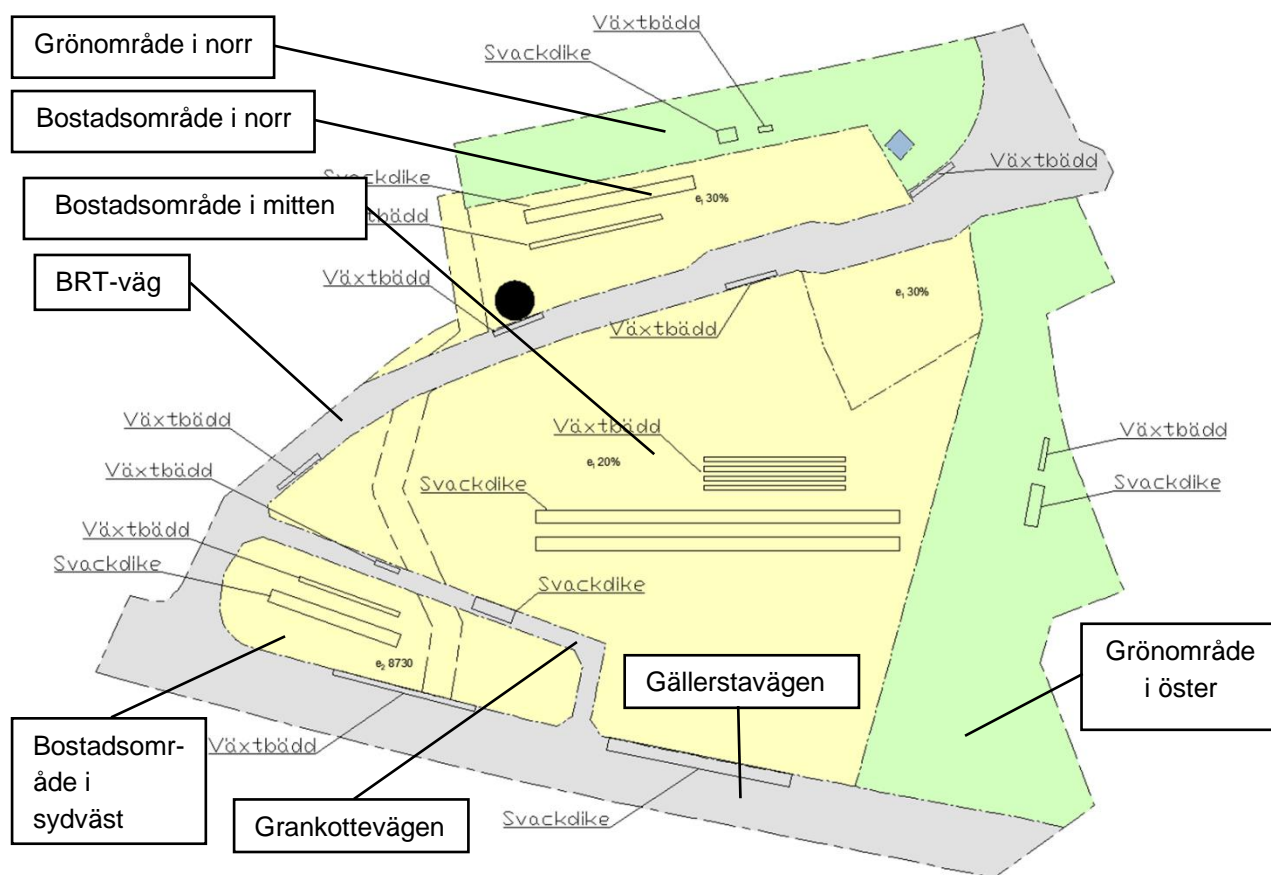 Växtbädd
Grönområde i norr
Svackdike
Bostadsområde i norr
Växtbädd
Svackdike
e₁ 30%
Bostadsområde i mitten
tbädd
BRT-väg
Växtbädd
e₁ 30%
Växtbädd
Växtbädd
Växtbädd
Växtbädd
e₁ 20%
Växtbädd
Svackdike
Svackdike
Växtbädd
Svackdike
Svackdike
e₂ 8730
Gällerstavägen
Grönområde
i öster
Bostadsområ-
åde i
sydväst
Växtbädd
Grankottevägen
Svackdike